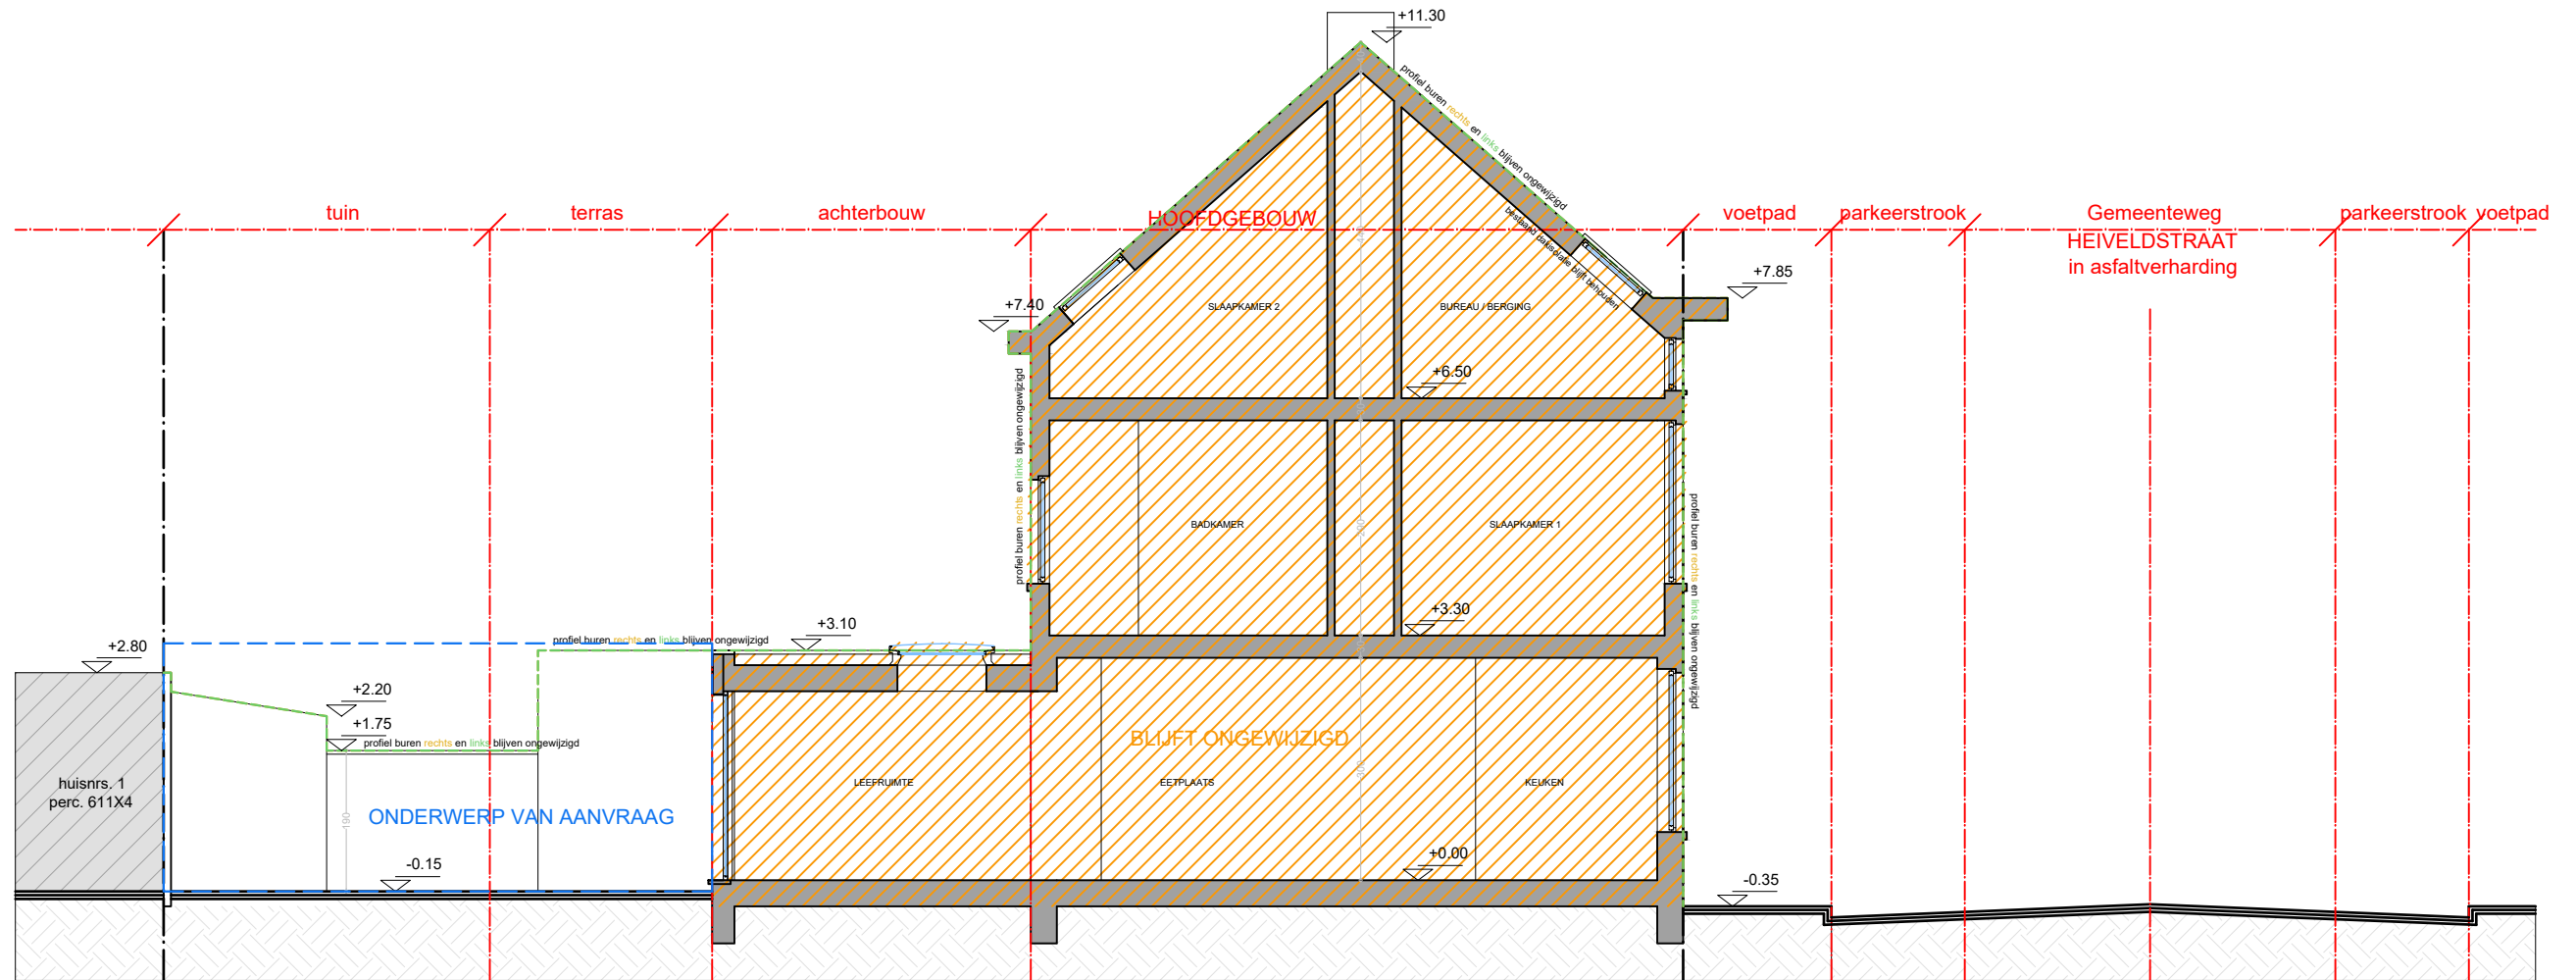 +11.30
profiel buren rechts en links blijven ongewijzigd
tuin
terras
achterbouw
HOOFDGEBOUW
voetpad
parkeerstrook
Gemeenteweg
HEIVELDSTRAAT
in asfaltverharding
parkeerstrook
voetpad
bestaand dakisolatie blijft behouden
+7.85
+7.40
SLAAPKAMER 2
BUREAU / BERGING
+6.50
profiel buren rechts en links blijven ongewijzigd
BADKAMER
SLAAPKAMER 1
profiel buren rechts en links blijven ongewijzigd
+3.30
+3.10
profiel buren rechts en links blijven ongewijzigd
+2.80
+2.20
+1.75
profiel buren rechts en links blijven ongewijzigd
BLIJFT ONGEWIJZIGD
huisnrs. 1
perc. 611X4
LEEFRUIMTE
EETPLAATS
KEUKEN
190
ONDERWERP VAN AANVRAAG
-0.15
+0.00
-0.35